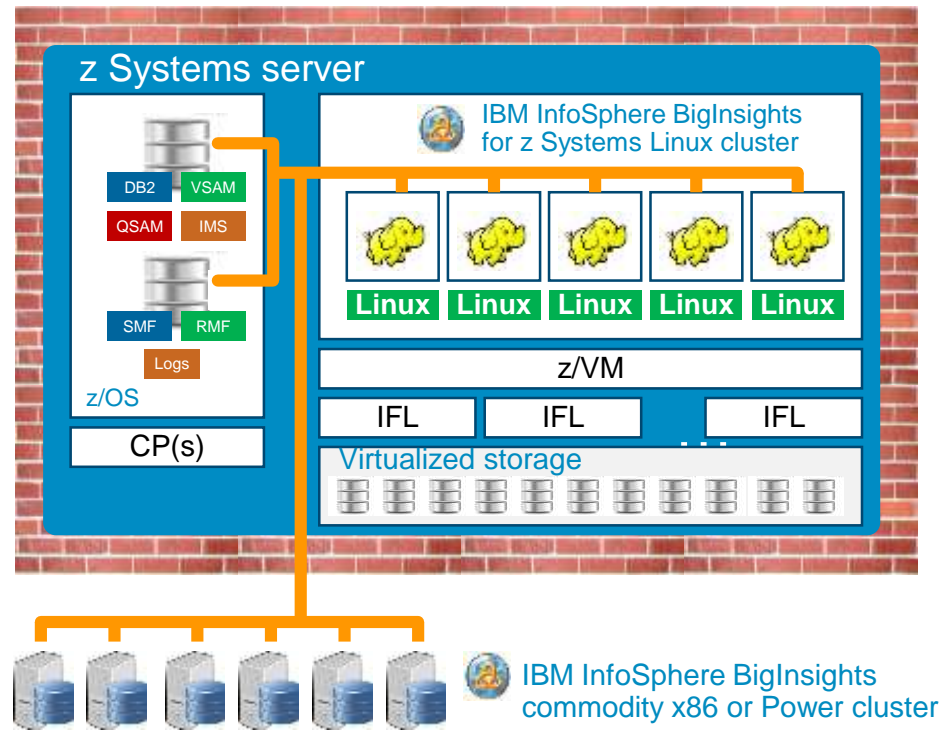 z Systems server
IBM InfoSphere BigInsights
for z Systems Linux cluster
DB2
VSAM
QSAM
IMS
SMF
RMF
Logs
z/OS
CP(s)
Linux
Linux
Linux
Linux
Linux
z/VM
IFL
IFL
...
IFL
Virtualized storage
IBM InfoSphere BigInsights
commodity x86 or Power cluster